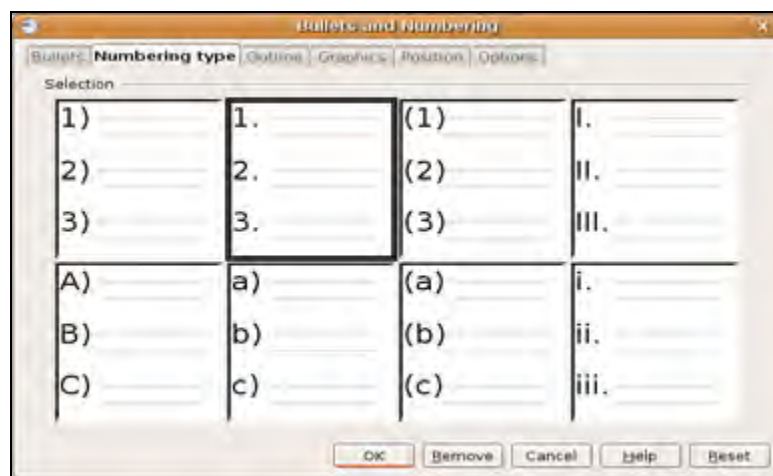 Bullets and Numbering
Bullets Numbering type Outline Graphics Position Options
Selection
1) 1. (1) I.
2) 2. (2) II.
3) 3. (3) III.
A) a) (a) i.
B) b) (b) ii.
C) c) (c) iii.
OK Remove Cancel Help Reset